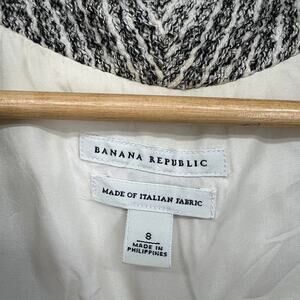 BANANA REPUBLIC
MADE OF ITALIAN FABRIC
8
MADE IN
PHILIPPINES